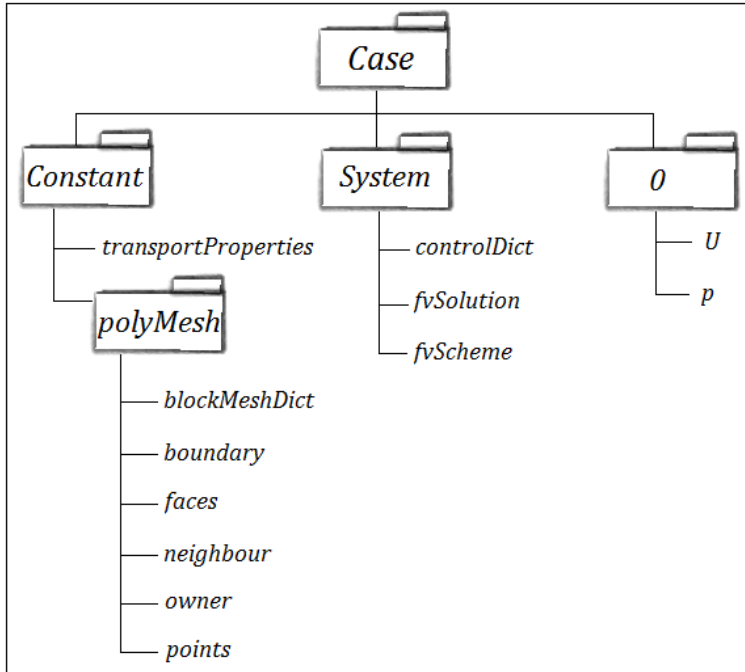 Case
Constant
System
0
transportProperties
controlDict
U
polyMesh
fvSolution
p
fvScheme
blockMeshDict
boundary
faces
neighbour
owner
points